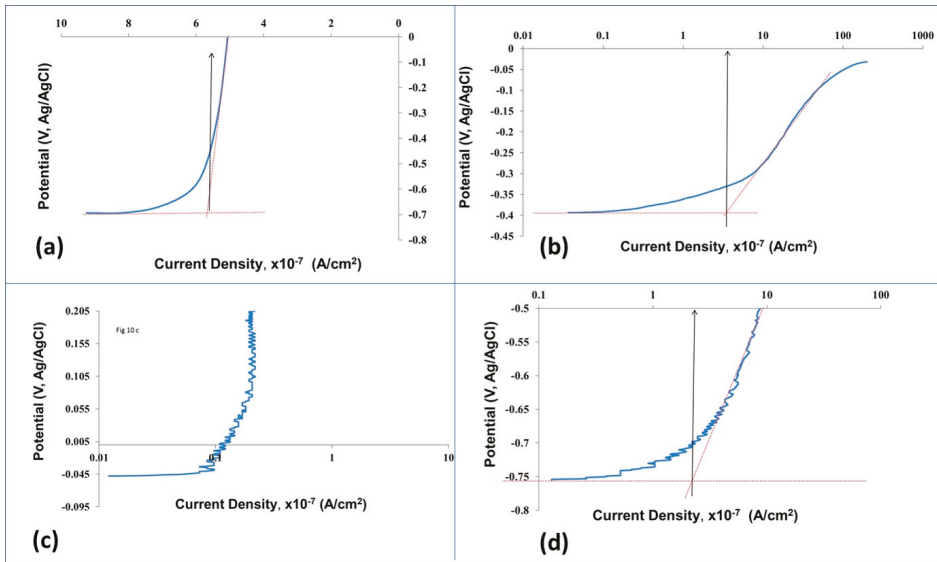 10 8 6 4 2 0
0
-0.1
-0.2
-0.3
-0.4
-0.5
-0.6
-0.7
-0.8
Potential (V, Ag/AgCl)
(a)
Current Density, x10-7 (A/cm2)
0.01 0.1 1 10 100 1000
0
-0.05
-0.1
-0.15
-0.2
-0.25
-0.3
-0.35
-0.4
-0.45
Potential (V, Ag/AgCl)
(b)
Current Density, x10-7 (A/cm2)
0.205
0.155
0.105
0.055
0.005
-0.045
-0.095
Fig 10 c
Potential (V, Ag/AgCl)
0.01 0.1 1 10
Current Density, x10-7 (A/cm2)
(c)
0.1 1 10 100
-0.5
-0.55
-0.6
-0.65
-0.7
-0.75
-0.8
Potential (V, Ag/AgCl)
Current Density, x10-7 (A/cm2)
(d)